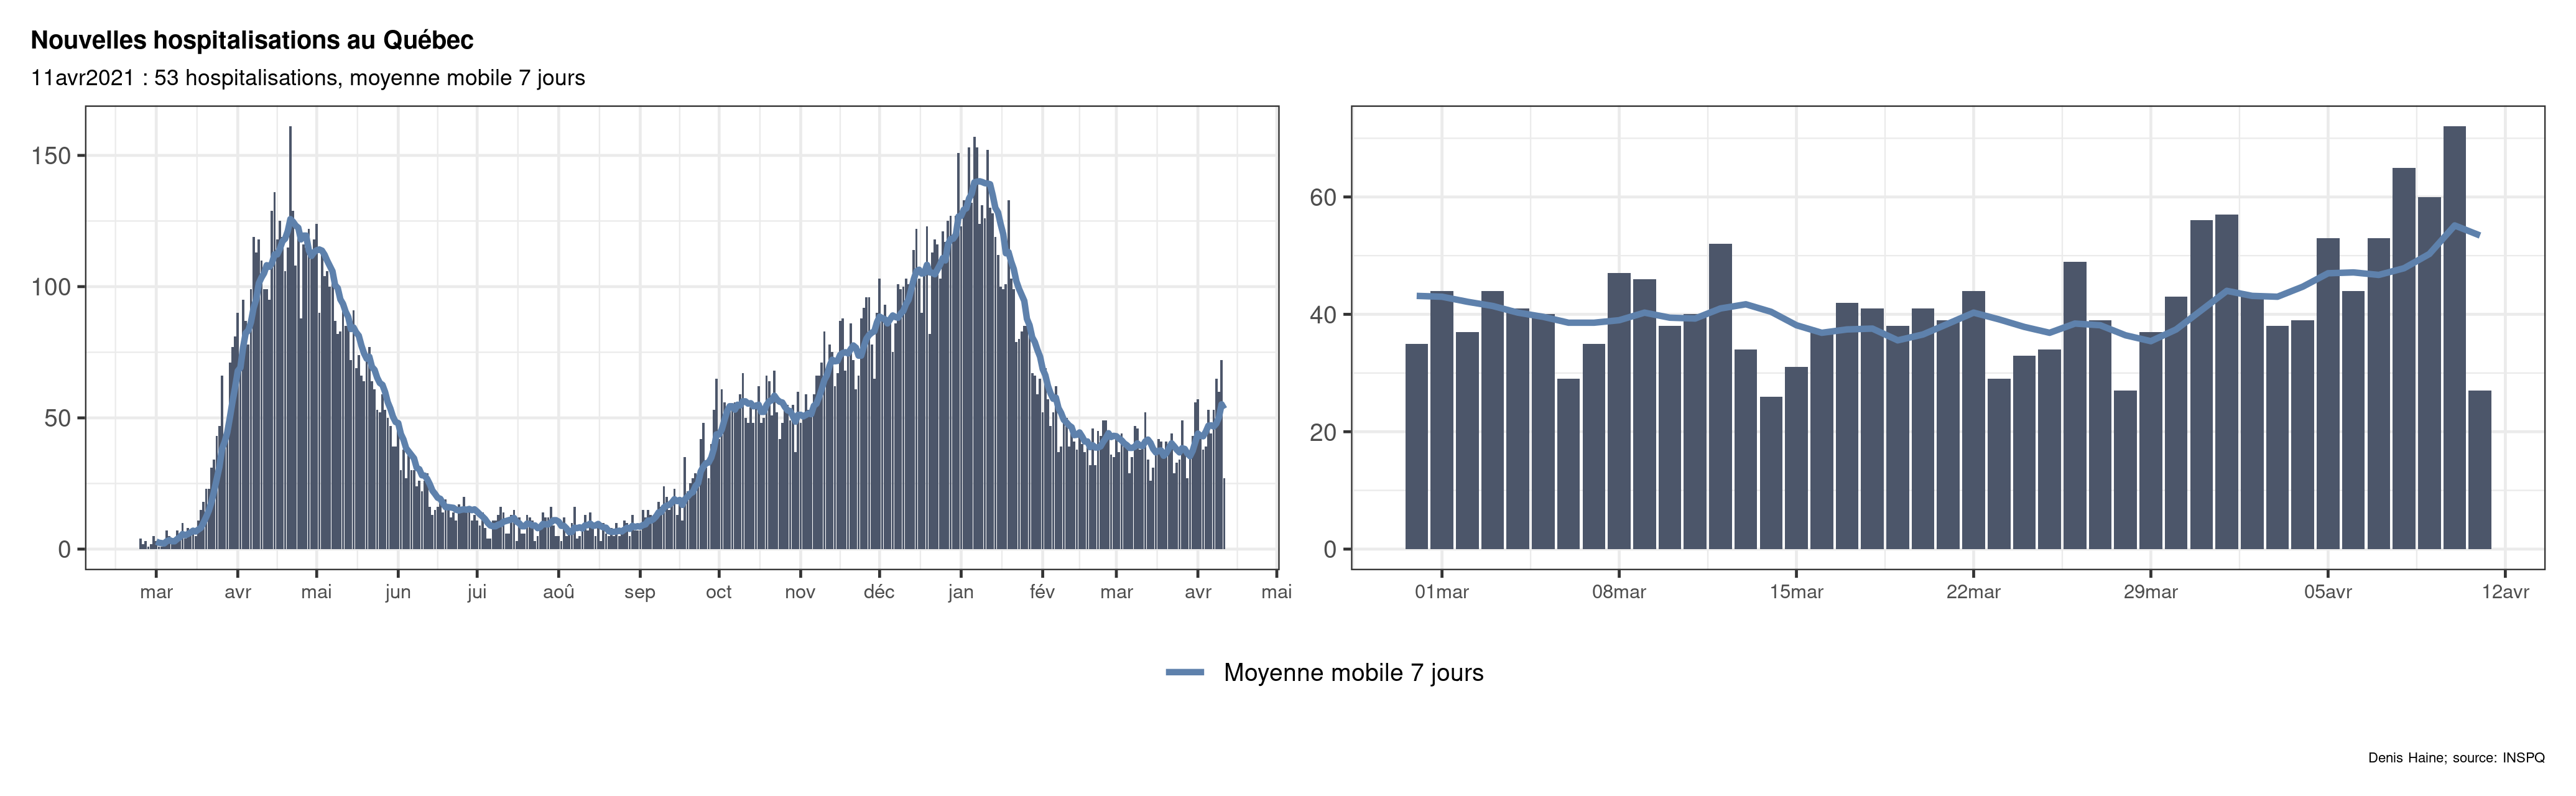 Nouvelles hospitalisations au Québec
11avr2021 : 53 hospitalisations, moyenne mobile 7 jours
150
100
50
0
mar avr mai jun jui aoû sep oct nov déc jan fév mar avr mai
60
40
20
0
01mar 08mar 15mar 22mar 29mar 05avr 12avr
Moyenne mobile 7 jours
Denis Haine; source: INSPQ